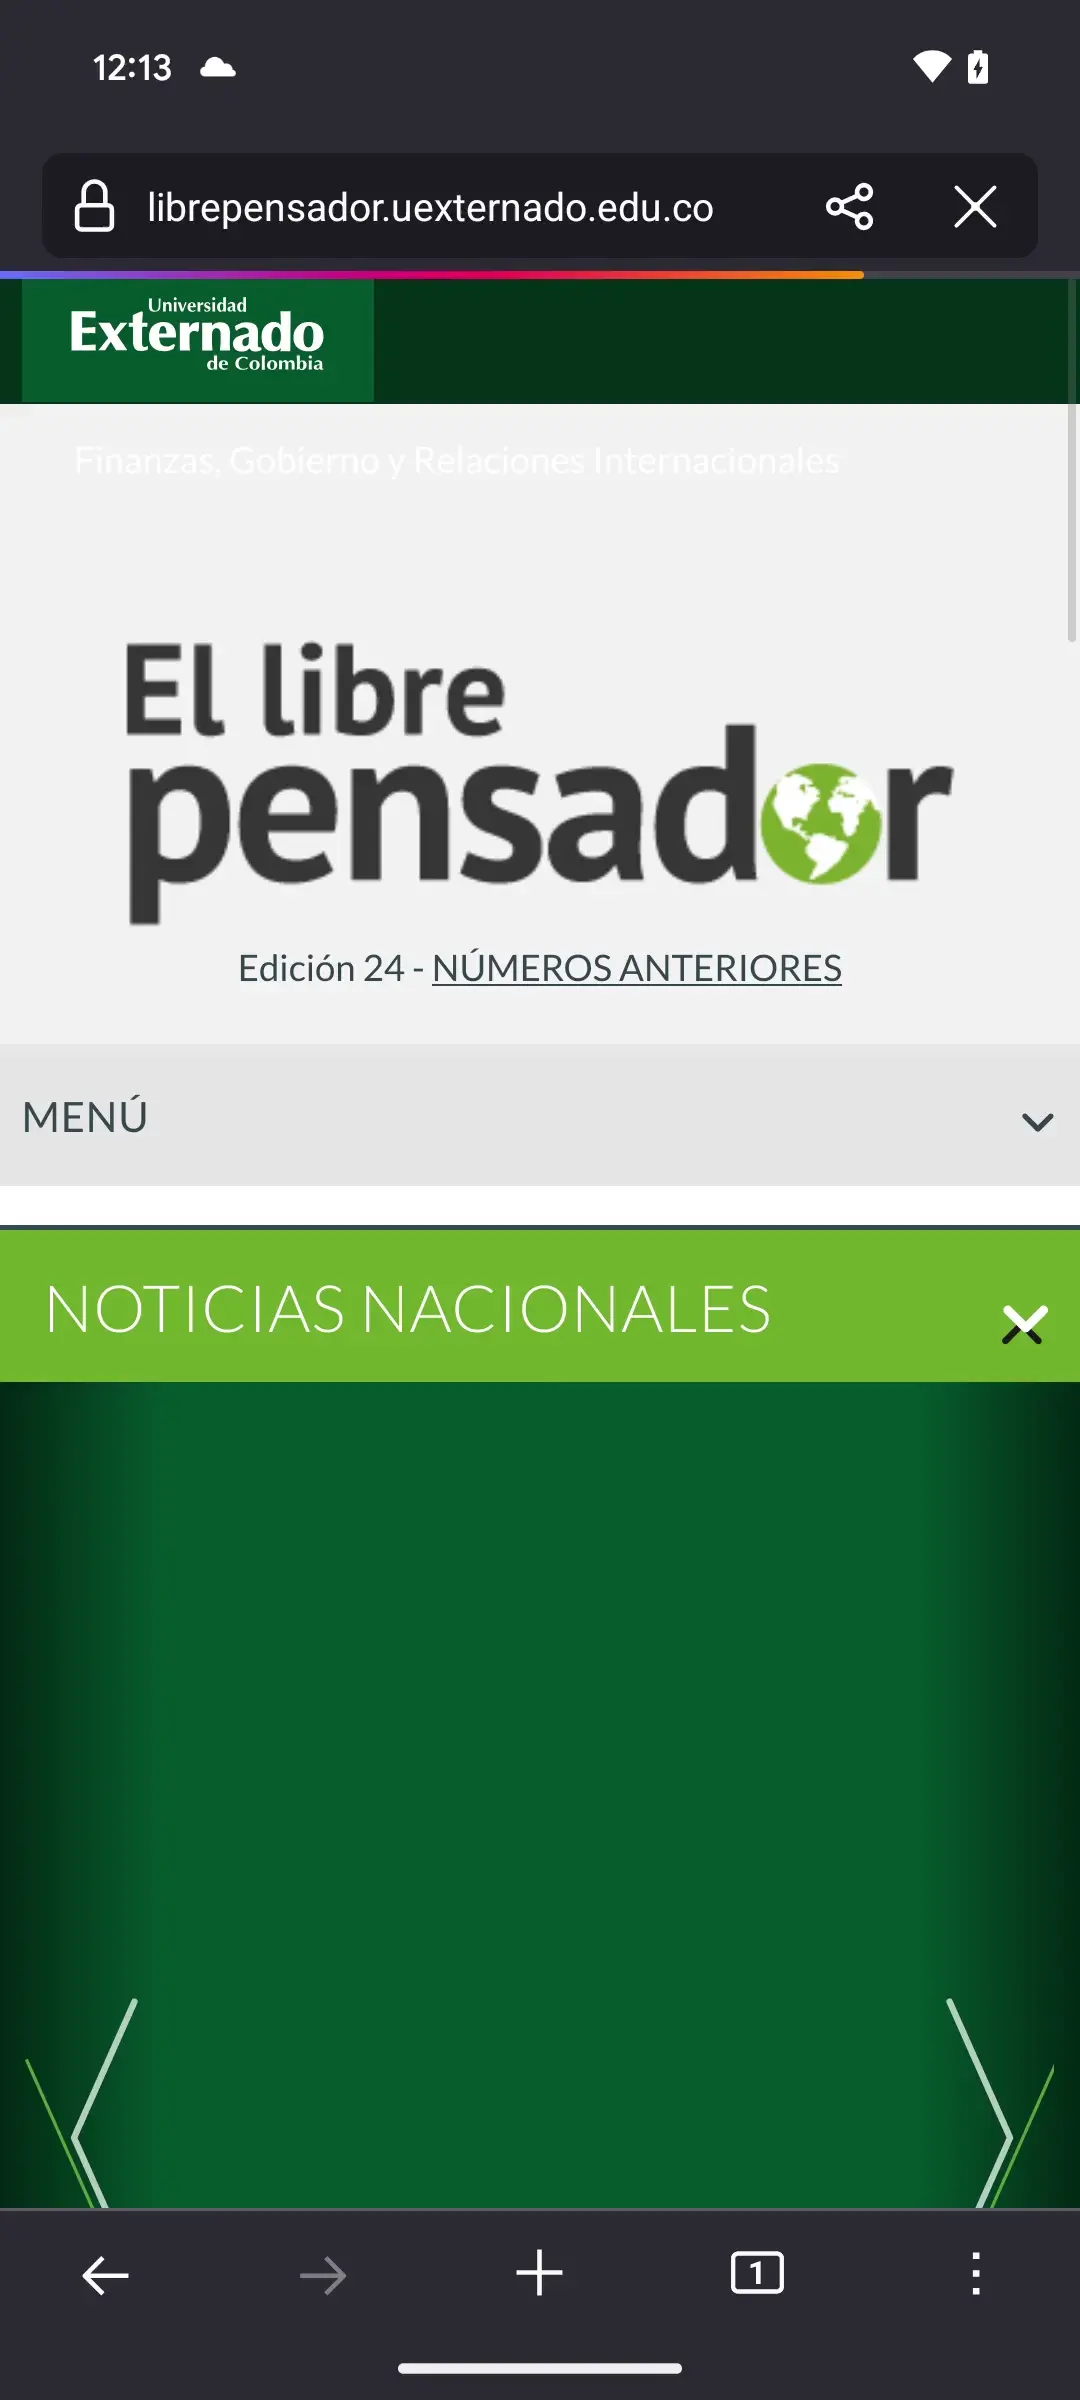 12:13
librepensador.uexternado.edu.co
Universidad
Externado
de Colombia
Finanzas, Gobierno y Relaciones Internacionales
El libre
pensador
Edición 24 - NÚMEROS ANTERIORES
MENÚ
NOTICIAS NACIONALES
1